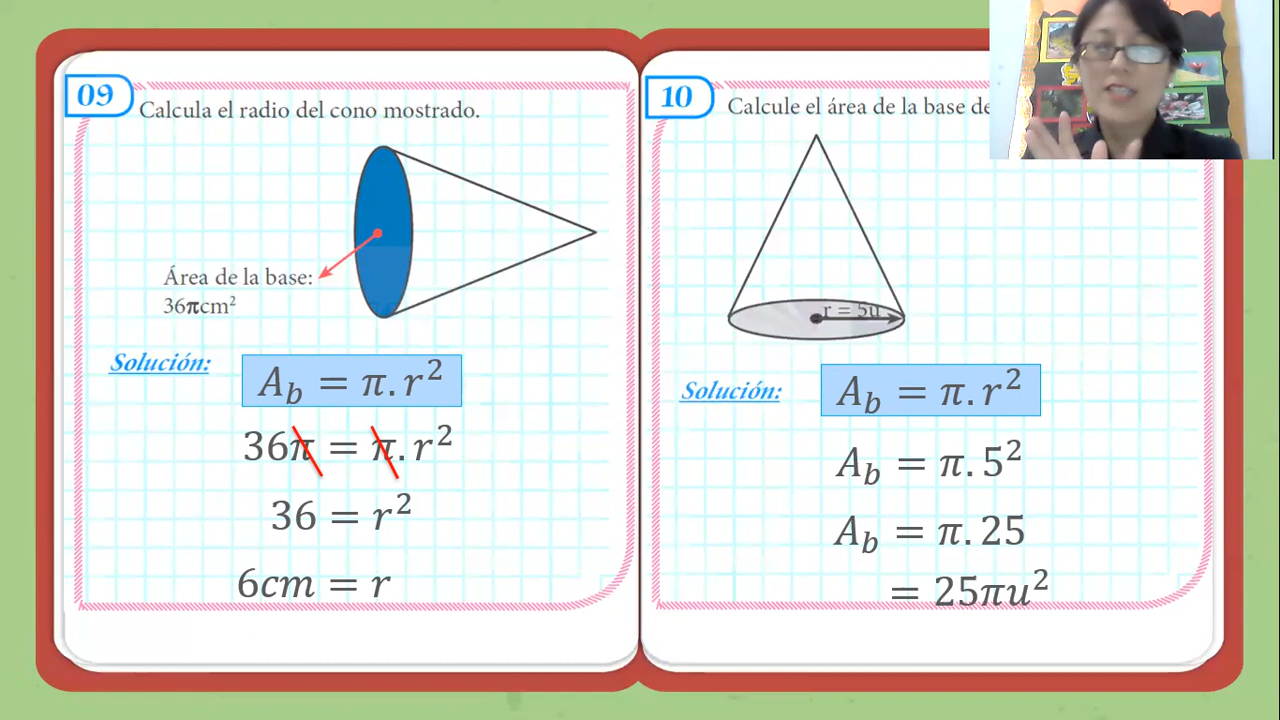 09
Calcula el radio del cono mostrado.
Área de la base:
36πcm²
Solución:
A_b = π.r²
36π = π.r²
36 = r²
6cm = r
10
Calcule el área de la base de
r = 5u
Solución:
A_b = π.r²
A_b = π.5²
A_b = π.25
= 25πu²